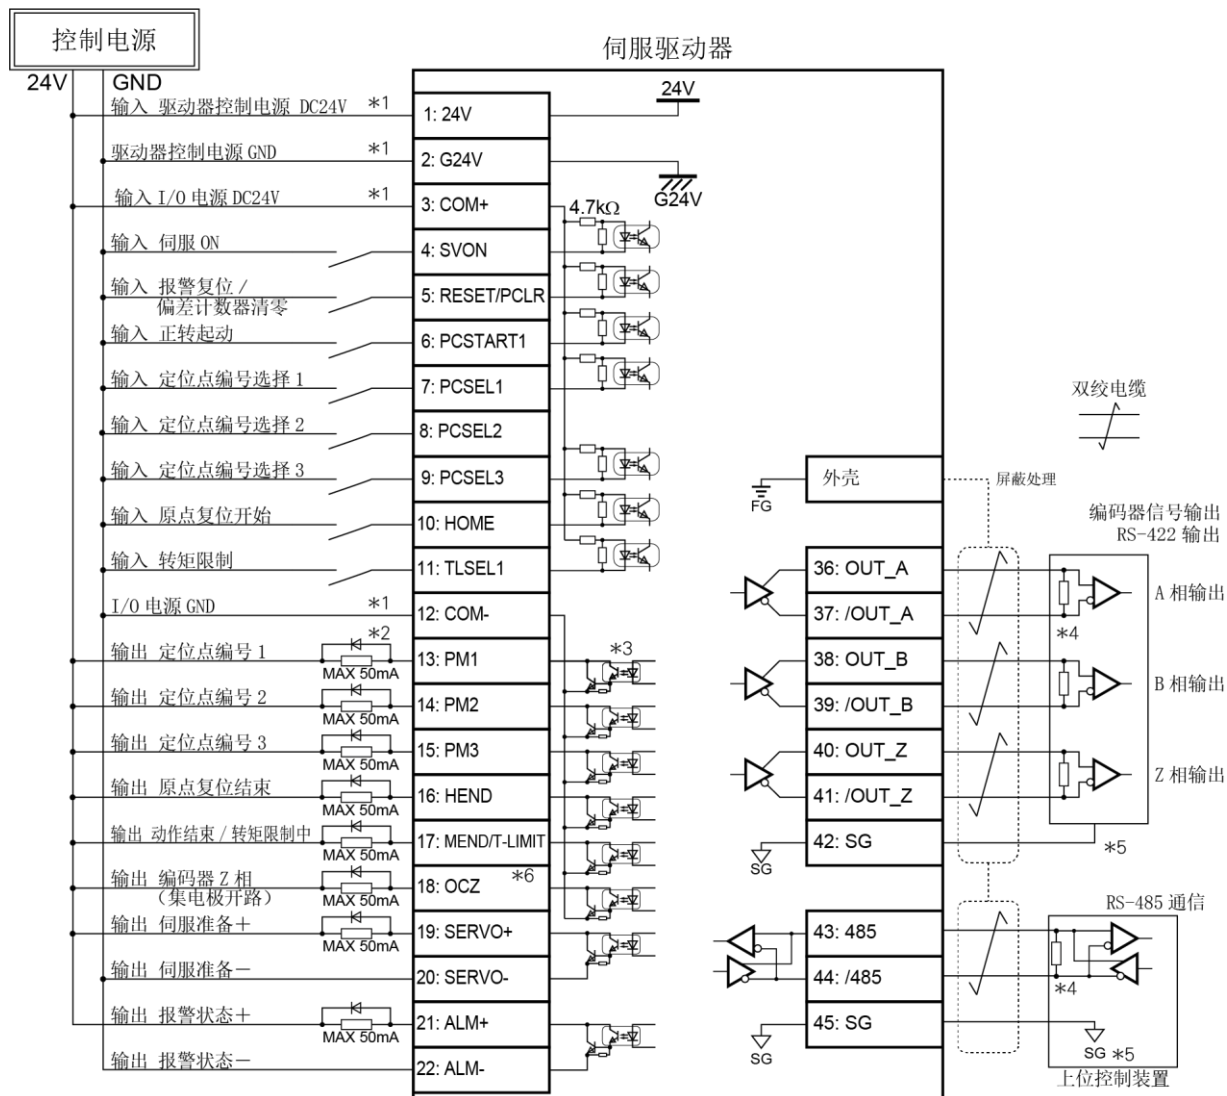 控制电源
伺服驱动器
24V GND
24V
输入 驱动器控制电源 DC24V *1
1: 24V
驱动器控制电源 GND *1
2: G24V
G24V
输入 I/O 电源 DC24V *1
3: COM+
4.7kΩ
输入 伺服 ON
4: SVON
输入 报警复位 /
偏差计数器清零
5: RESET/PCLR
输入 正转起动
6: PCSTART1
输入 定位点编号选择 1
7: PCSEL1
输入 定位点编号选择 2
8: PCSEL2
输入 定位点编号选择 3
9: PCSEL3
输入 原点复位开始
10: HOME
输入 转矩限制
11: TLSEL1
I/O 电源 GND *1
12: COM-
输出 定位点编号 1
*2
MAX 50mA
13: PM1
*3
输出 定位点编号 2
MAX 50mA
14: PM2
输出 定位点编号 3
MAX 50mA
15: PM3
输出 原点复位结束
MAX 50mA
16: HEND
输出 动作结束 / 转矩限制中
MAX 50mA
17: MEND/T-LIMIT
输出 编码器 Z 相
（集电极开路）
MAX 50mA
18: OCZ *6
输出 伺服准备＋
MAX 50mA
19: SERVO+
输出 伺服准备－
20: SERVO-
输出 报警状态＋
MAX 50mA
21: ALM+
输出 报警状态－
22: ALM-
双绞电缆
外壳
FG
屏蔽处理
编码器信号输出
RS-422 输出
36: OUT_A
37: /OUT_A
A 相输出
*4
38: OUT_B
39: /OUT_B
B 相输出
40: OUT_Z
41: /OUT_Z
Z 相输出
42: SG
SG
*5
RS-485 通信
43: 485
44: /485
*4
45: SG
SG
SG *5
上位控制装置